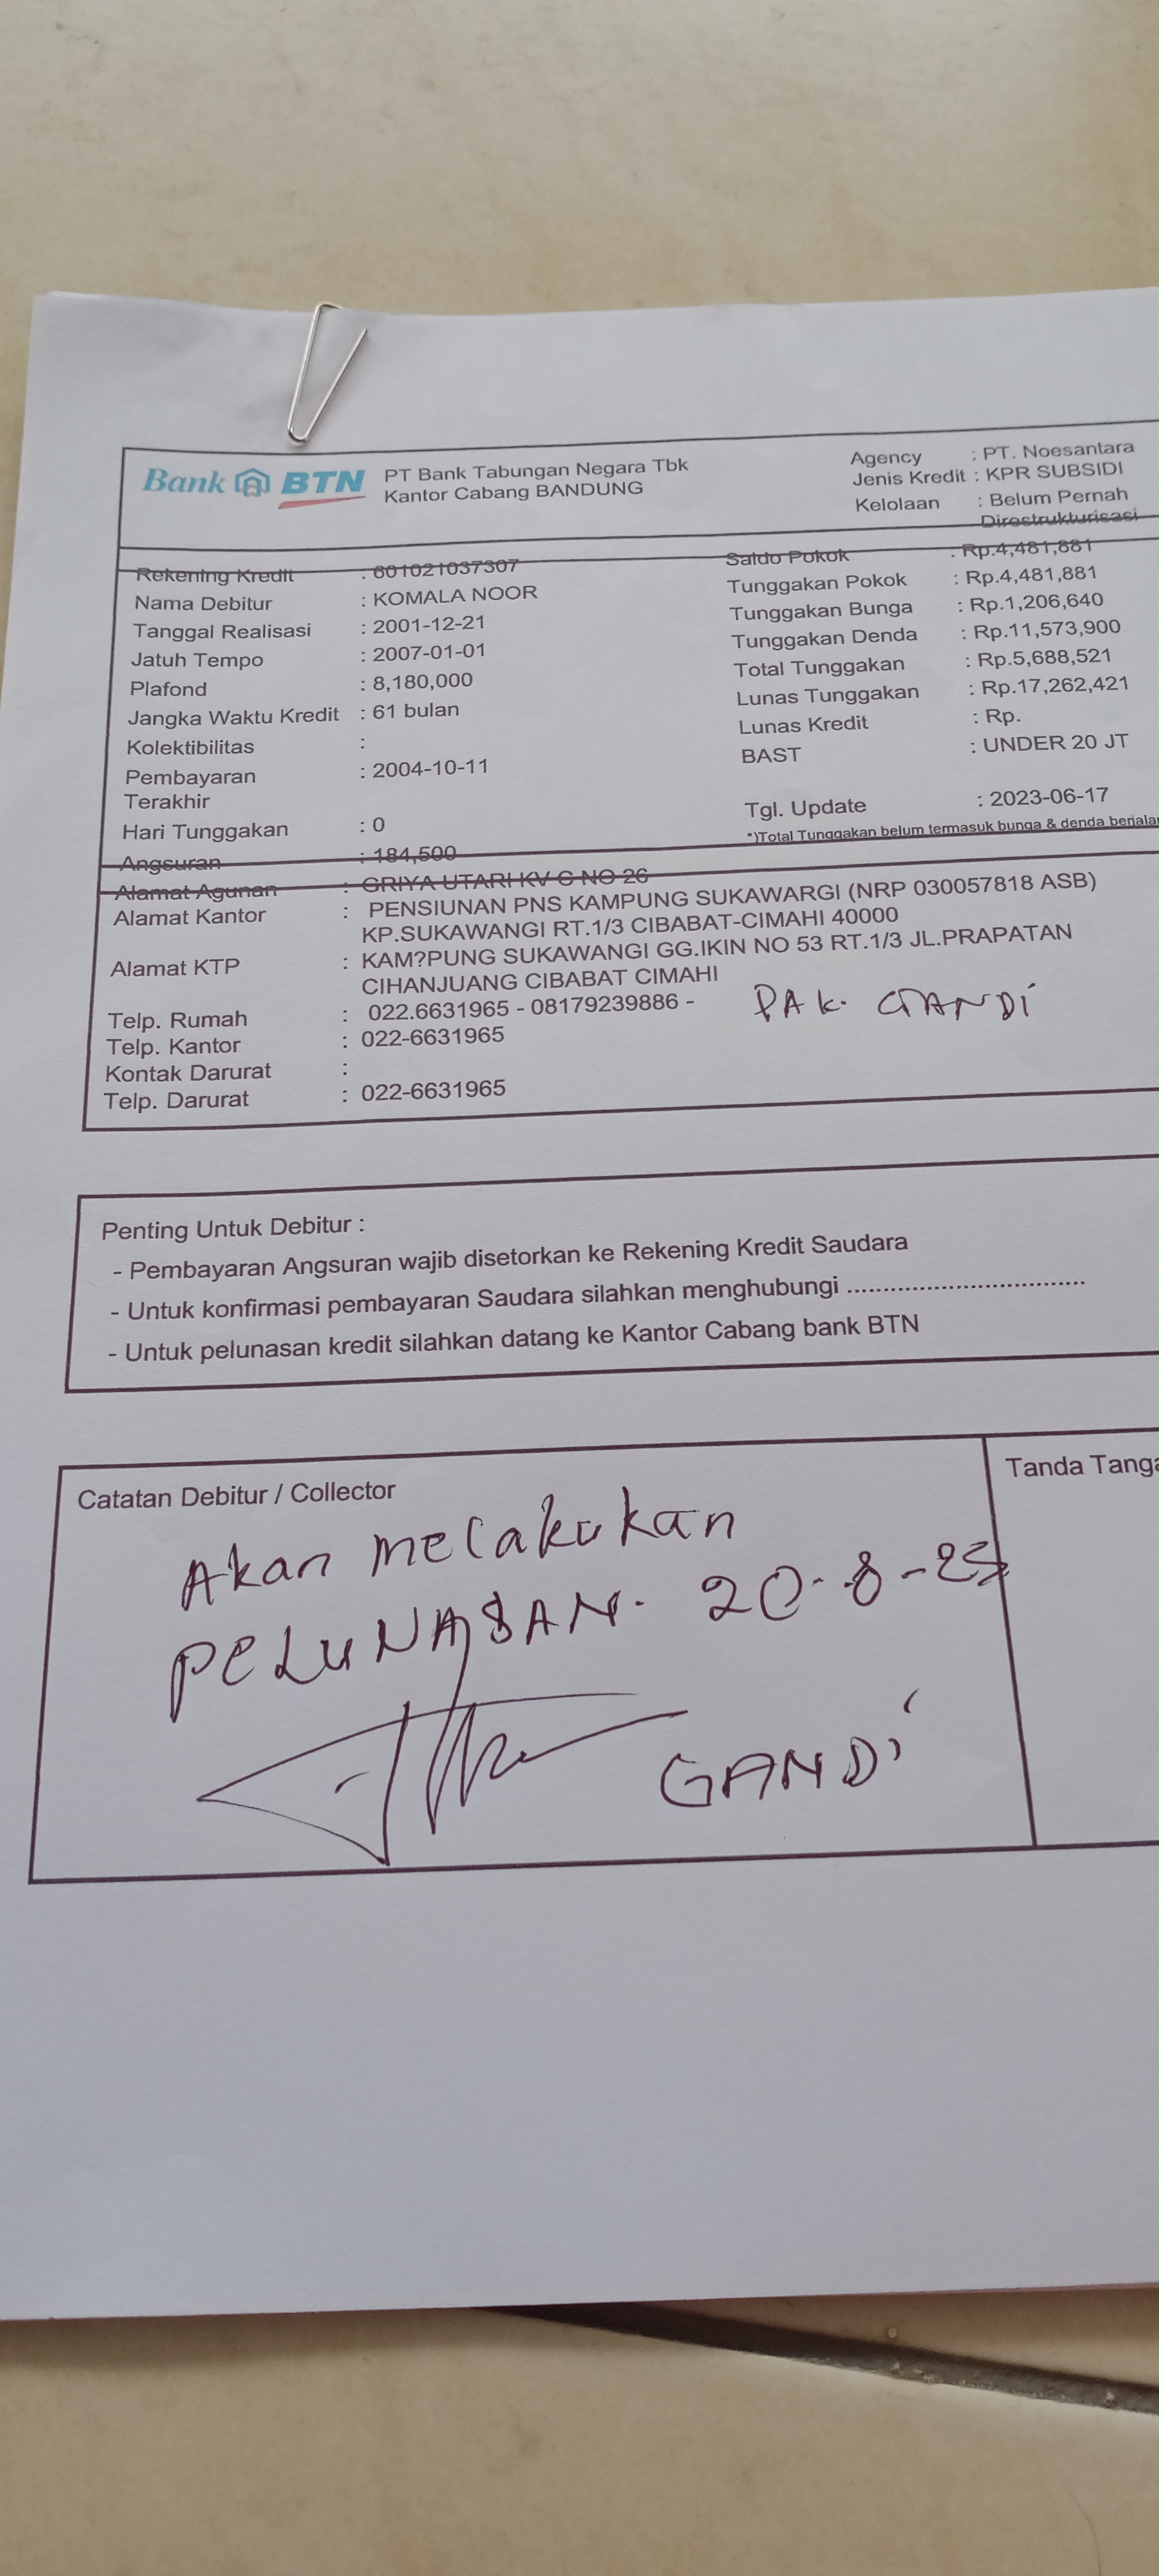 Bank BTN
PT Bank Tabungan Negara Tbk
Kantor Cabang BANDUNG
Agency : PT. Noesantara
Jenis Kredit : KPR SUBSIDI
Kelolaan : Belum Pernah
Direstrukturisasi
Rekening Kredit : 601021037307
Nama Debitur : KOMALA NOOR
Tanggal Realisasi : 2001-12-21
Jatuh Tempo : 2007-01-01
Plafond : 8,180,000
Jangka Waktu Kredit : 61 bulan
Kolektibilitas :
Pembayaran : 2004-10-11
Terakhir
Hari Tunggakan : 0
Angsuran : 184,500
Saldo Pokok : Rp.4,481,881
Tunggakan Pokok : Rp.4,481,881
Tunggakan Bunga : Rp.1,206,640
Tunggakan Denda : Rp.11,573,900
Total Tunggakan : Rp.5,688,521
Lunas Tunggakan : Rp.17,262,421
Lunas Kredit : Rp.
BAST : UNDER 20 JT
Tgl. Update : 2023-06-17
*)Total Tunggakan belum termasuk bunga & denda berjalan
Alamat Agunan : GRIYA UTARI KV C NO 26
Alamat Kantor : PENSIUNAN PNS KAMPUNG SUKAWARGI (NRP 030057818 ASB)
KP.SUKAWANGI RT.1/3 CIBABAT-CIMAHI 40000
Alamat KTP : KAM?PUNG SUKAWANGI GG.IKIN NO 53 RT.1/3 JL.PRAPATAN
CIHANJUANG CIBABAT CIMAHI
Telp. Rumah : 022.6631965 - 08179239886 - PAK. GANDI
Telp. Kantor : 022-6631965
Kontak Darurat :
Telp. Darurat : 022-6631965
Penting Untuk Debitur :
- Pembayaran Angsuran wajib disetorkan ke Rekening Kredit Saudara
- Untuk konfirmasi pembayaran Saudara silahkan menghubungi ................................
- Untuk pelunasan kredit silahkan datang ke Kantor Cabang bank BTN
Catatan Debitur / Collector
Tanda Tanga
Akan melakukan
PELUNASAN. 20-8-23
GANDI